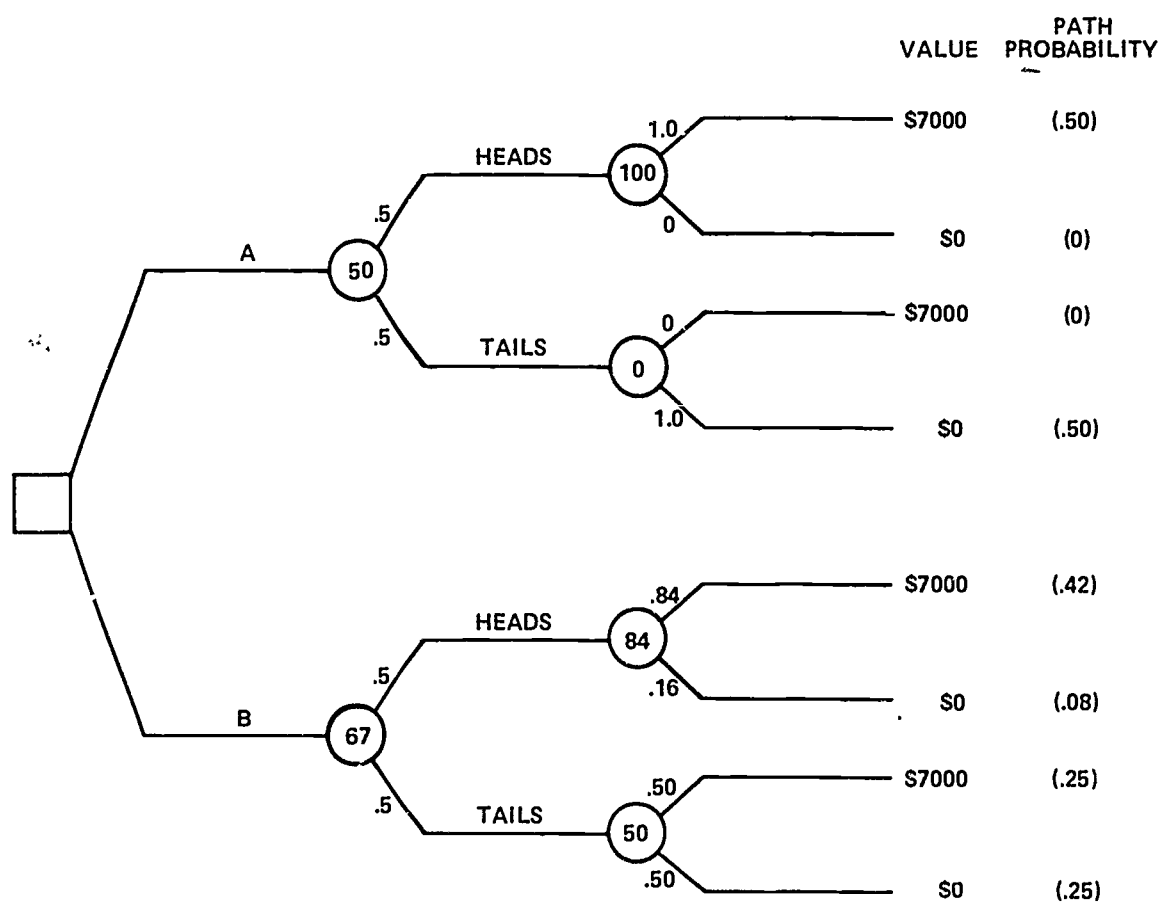 PATH
VALUE PROBABILITY
1.0 $7000 (.50)
HEADS
100
.5 0 $0 (0)
A
50
.5 0 $7000 (0)
TAILS
0
1.0 $0 (.50)
.84 $7000 (.42)
HEADS
84
.5 .16 $0 (.08)
B
67
.5 .50 $7000 (.25)
TAILS
50
.50 $0 (.25)